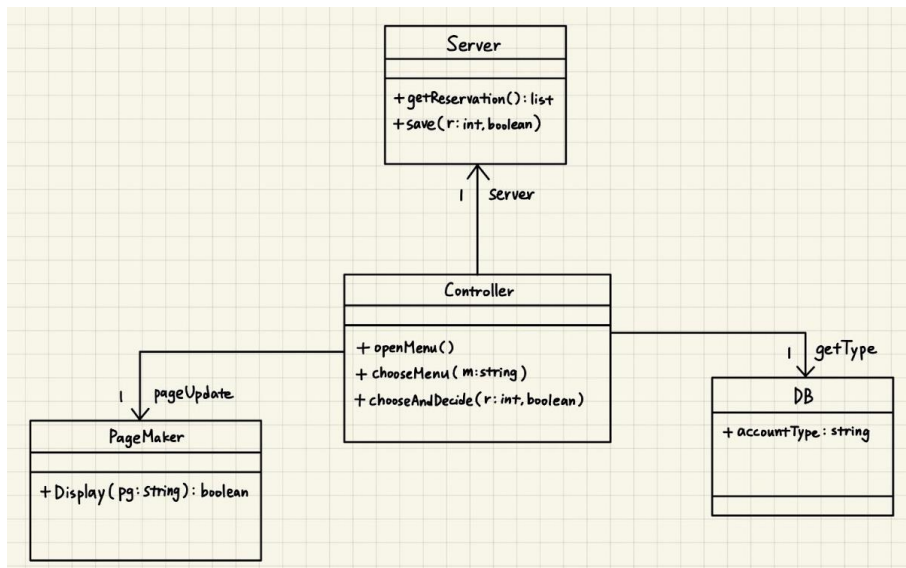 Server
+getReservation():list
+save(r:int,boolean)
1 server
Controller
+openMenu()
+chooseMenu(m:string)
+chooseAndDecide(r:int,boolean)
1 pageUpdate
PageMaker
+Display(pg:string):boolean
1 getType
DB
+accountType:string